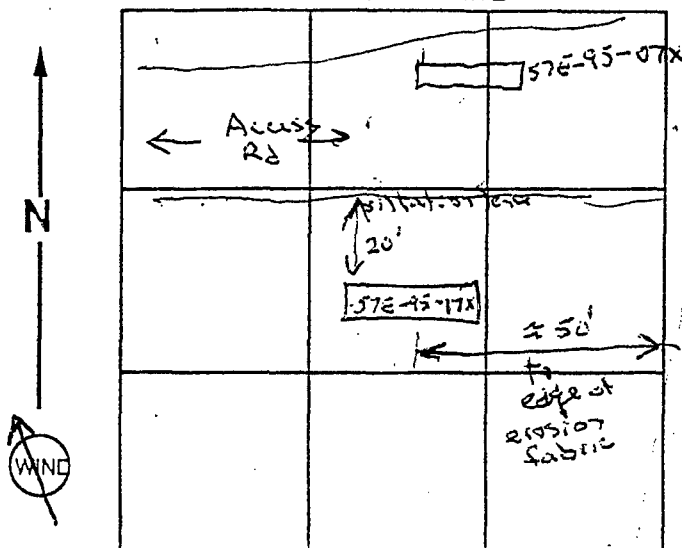 57E-95-07X
Access
Rd
N
20'
57E-95-17X
≈ 50'
to
edge of
erosion
fabric
WIND